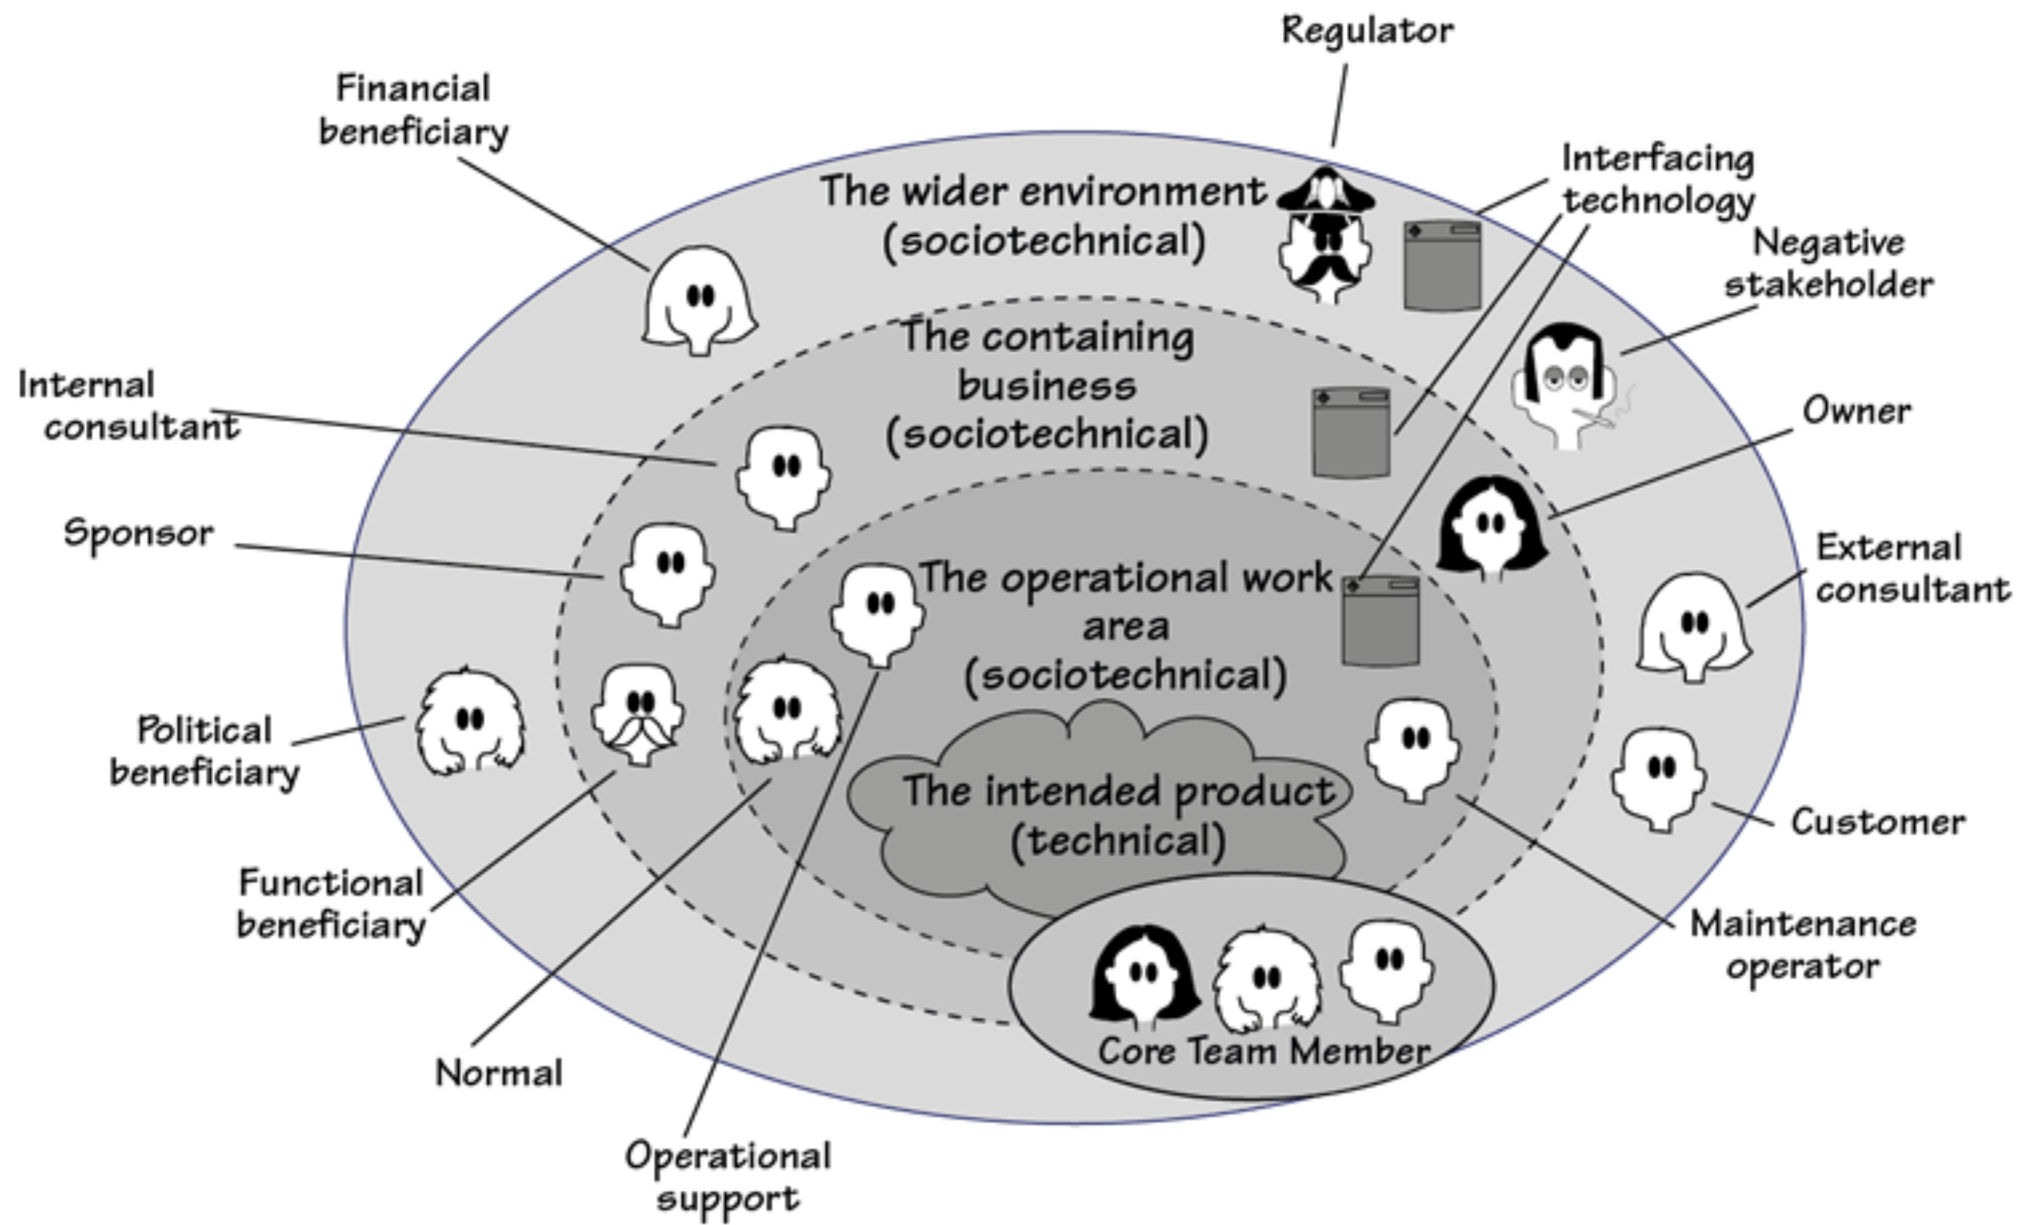 Regulator
Financial
beneficiary
Interfacing
technology
The wider environment
(sociotechnical)
Negative
stakeholder
The containing
business
(sociotechnical)
Internal
consultant
Owner
Sponsor
External
consultant
The operational work
area
(sociotechnical)
Political
beneficiary
The intended product
(technical)
Customer
Functional
beneficiary
Maintenance
operator
Core Team Member
Normal
Operational
support